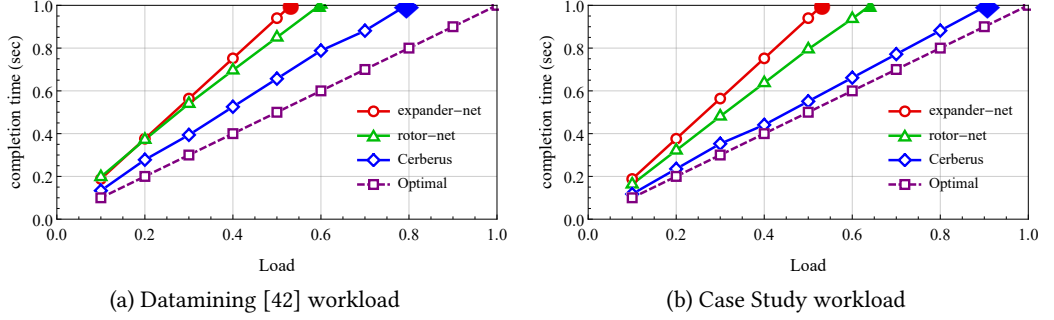 completion time (sec)
1.0
0.8
0.6
0.4
0.2
0.0
expander-net
rotor-net
Cerberus
Optimal
0.0 0.2 0.4 0.6 0.8 1.0
Load
(a) Datamining [42] workload
completion time (sec)
1.0
0.8
0.6
0.4
0.2
0.0
expander-net
rotor-net
Cerberus
Optimal
0.0 0.2 0.4 0.6 0.8 1.0
Load
(b) Case Study workload